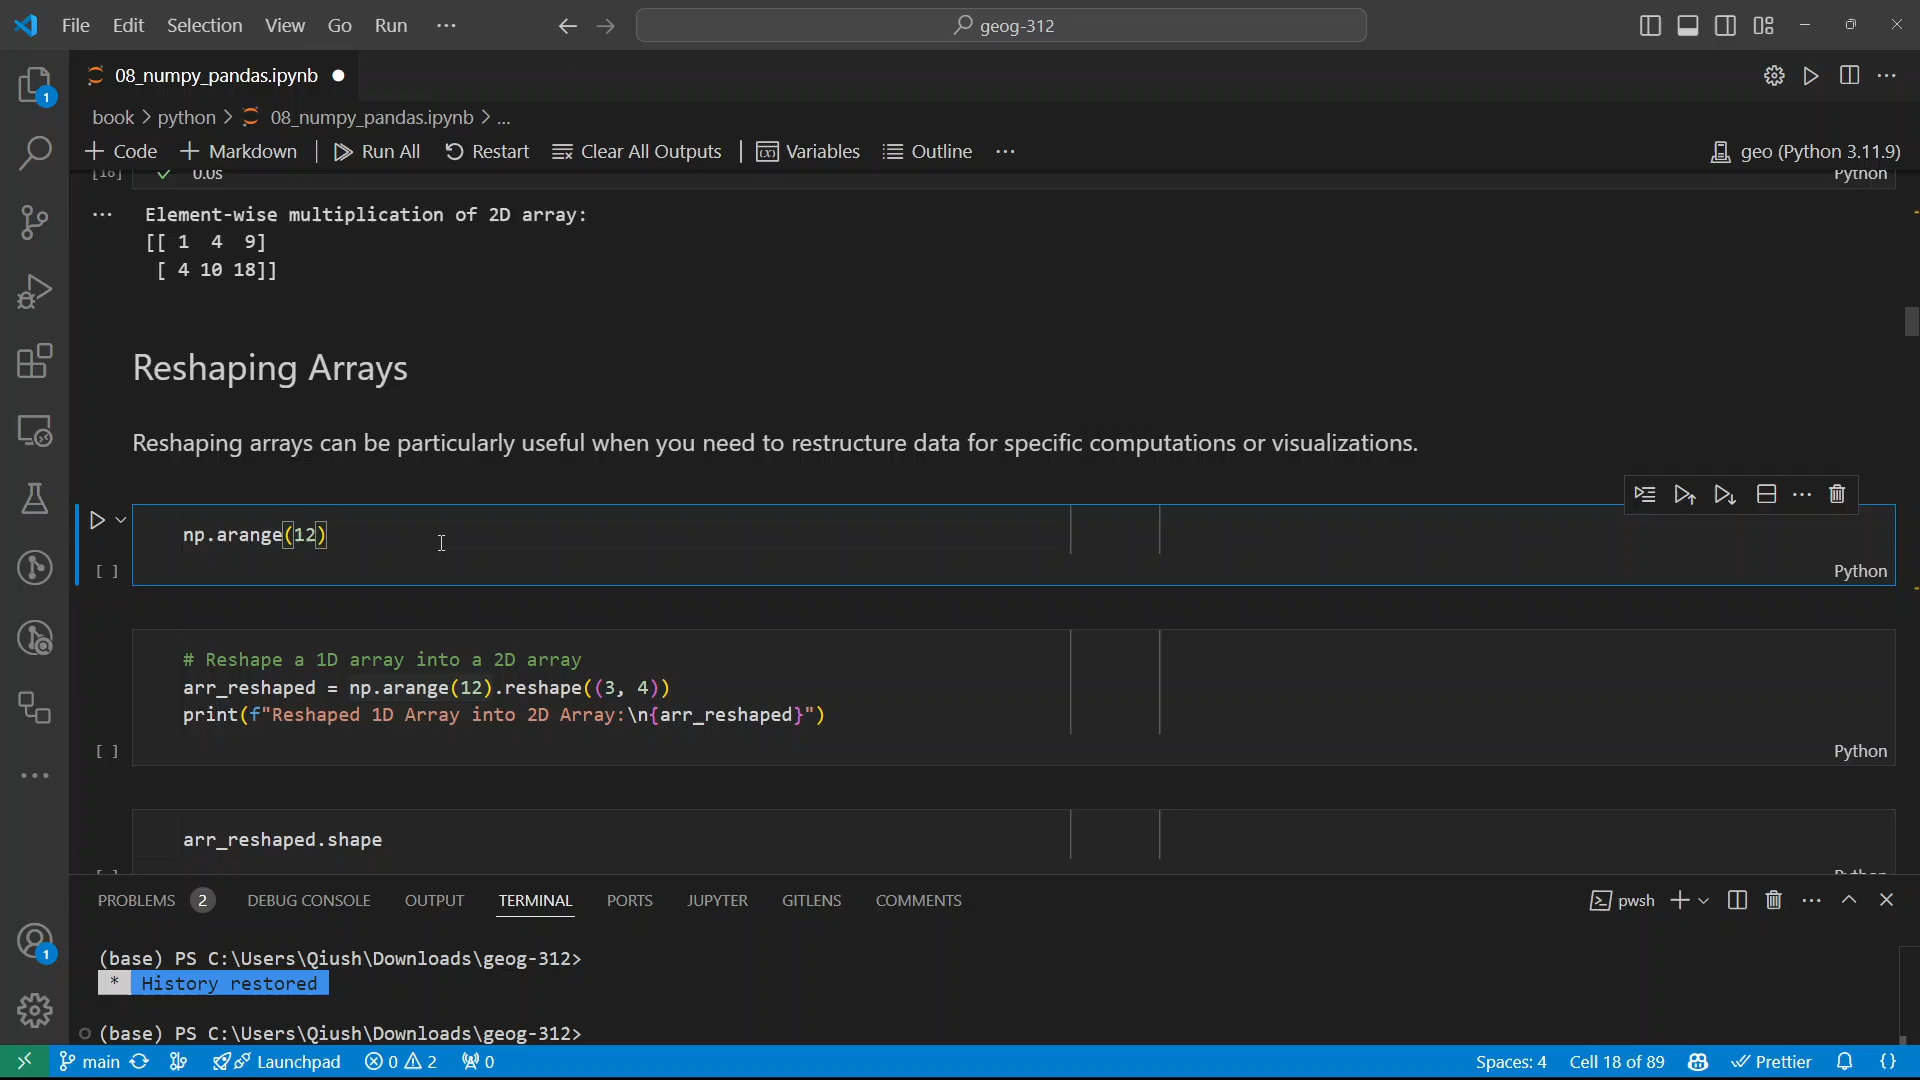 File Edit Selection View Go Run ···
geog-312
08_numpy_pandas.ipynb
book > python > 08_numpy_pandas.ipynb > ...
Code Markdown Run All Restart Clear All Outputs Variables Outline ··· geo (Python 3.11.9)
[16] 0.0s Python
Element-wise multiplication of 2D array:
[[ 1  4  9]
 [ 4 10 18]]
Reshaping Arrays
Reshaping arrays can be particularly useful when you need to restructure data for specific computations or visualizations.
np.arange(12)
[ ] Python
# Reshape a 1D array into a 2D array
arr_reshaped = np.arange(12).reshape((3, 4))
print(f"Reshaped 1D Array into 2D Array:\n{arr_reshaped}")
[ ] Python
arr_reshaped.shape
[ ] Python
PROBLEMS 2 DEBUG CONSOLE OUTPUT TERMINAL PORTS JUPYTER GITLENS COMMENTS pwsh
(base) PS C:\Users\Qiush\Downloads\geog-312>
* History restored
(base) PS C:\Users\Qiush\Downloads\geog-312>
main Launchpad 0 2 0 Spaces: 4 Cell 18 of 89 Prettier {}
1
1